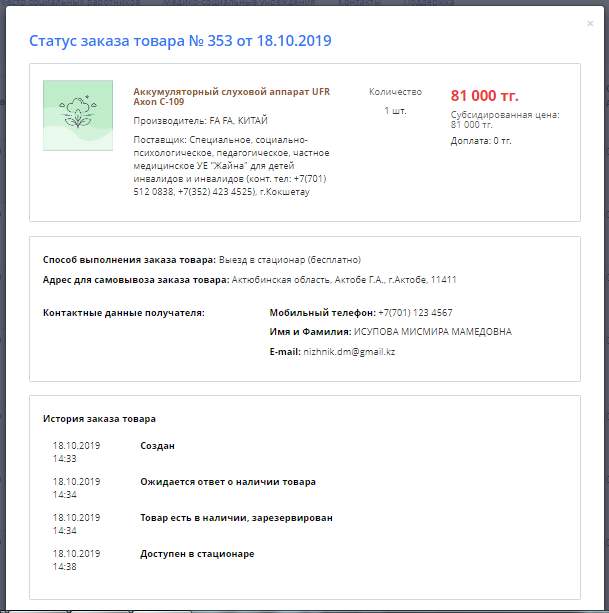 Статус заказа товара № 353 от 18.10.2019
×
Аккумуляторный слуховой аппарат UFR
Axon C-109
Производитель: FA FA, КИТАЙ
Поставщик: Специальное, социально-
психологическое, педагогическое, частное
медицинское УЕ "Жайна" для детей
инвалидов и инвалидов (конт. тел: +7(701)
512 0838, +7(352) 423 4525), г.Кокшетау
Количество
1 шт.
81 000 тг.
Субсидированная цена:
81 000 тг.
Доплата: 0 тг.
Способ выполнения заказа товара: Выезд в стационар (бесплатно)
Адрес для самовывоза заказа товара: Актюбинская область, Актобе Г.А., г.Актобе, 11411
Контактные данные получателя:
Мобильный телефон: +7(701) 123 4567
Имя и Фамилия: ИСУПОВА МИСМИРА МАМЕДОВНА
E-mail: nizhnik.dm@gmail.kz
История заказа товара
18.10.2019
14:33
Создан
18.10.2019
14:34
Ожидается ответ о наличии товара
18.10.2019
14:34
Товар есть в наличии, зарезервирован
18.10.2019
14:38
Доступен в стационаре